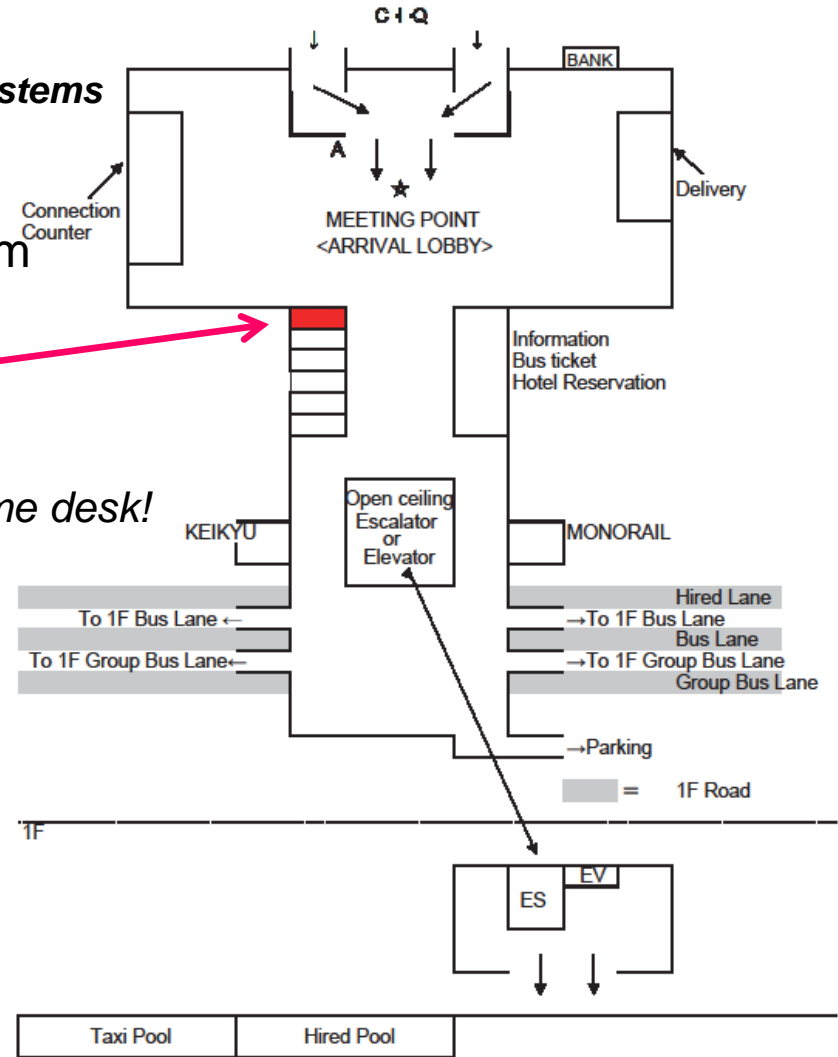 C I Q
BANK
stems
A
Connection
Counter
Delivery
MEETING POINT
<ARRIVAL LOBBY>
m
Information
Bus ticket
Hotel Reservation
me desk!
KEIKYU
Open ceiling
Escalator
or
Elevator
MONORAIL
Hired Lane
To 1F Bus Lane ←
→To 1F Bus Lane
Bus Lane
To 1F Group Bus Lane←
→To 1F Group Bus Lane
Group Bus Lane
→Parking
= 1F Road
1F
EV
ES
Taxi Pool
Hired Pool